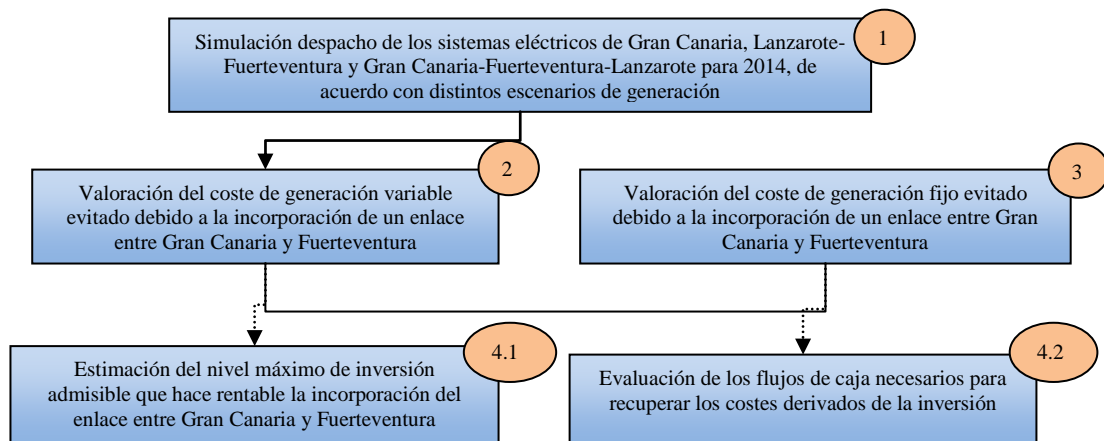 1
Simulación despacho de los sistemas eléctricos de Gran Canaria, Lanzarote-
Fuerteventura y Gran Canaria-Fuerteventura-Lanzarote para 2014, de
acuerdo con distintos escenarios de generación
2
Valoración del coste de generación variable
evitado debido a la incorporación de un enlace
entre Gran Canaria y Fuerteventura
3
Valoración del coste de generación fijo evitado
debido a la incorporación de un enlace entre Gran
Canaria y Fuerteventura
4.1
Estimación del nivel máximo de inversión
admisible que hace rentable la incorporación del
enlace entre Gran Canaria y Fuerteventura
4.2
Evaluación de los flujos de caja necesarios para
recuperar los costes derivados de la inversión